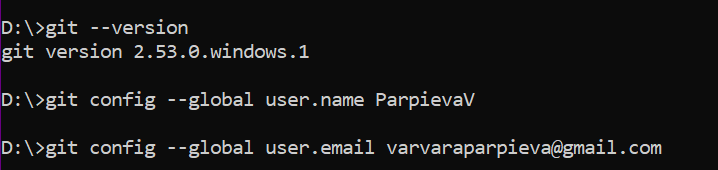 D:\>git --version
git version 2.53.0.windows.1
D:\>git config --global user.name ParpievaV
D:\>git config --global user.email varvaraparpieva@gmail.com